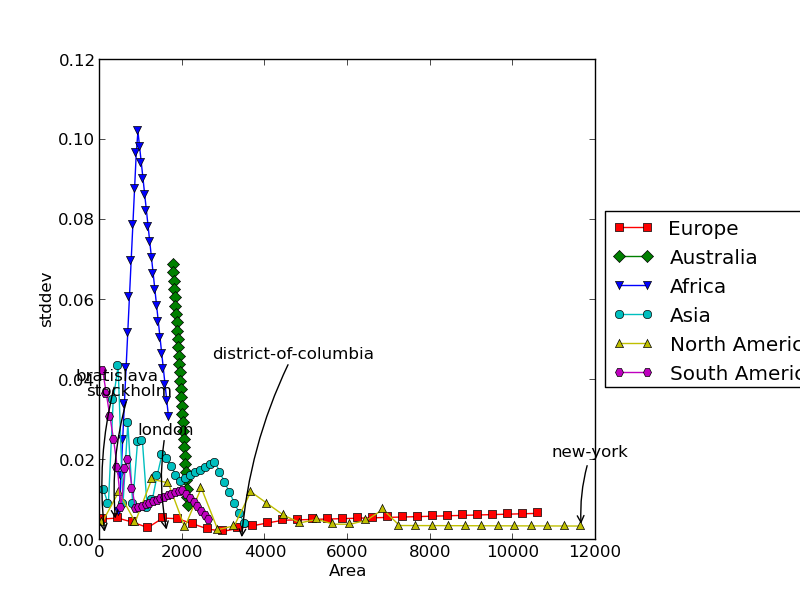 0.12
0.10
0.08
0.06
0.04
0.02
0.00
stddev
0
2000
4000
6000
8000
10000
12000
Area
bratislava
stockholm
london
district-of-columbia
new-york
Europe
Australia
Africa
Asia
North Americ
South Americ